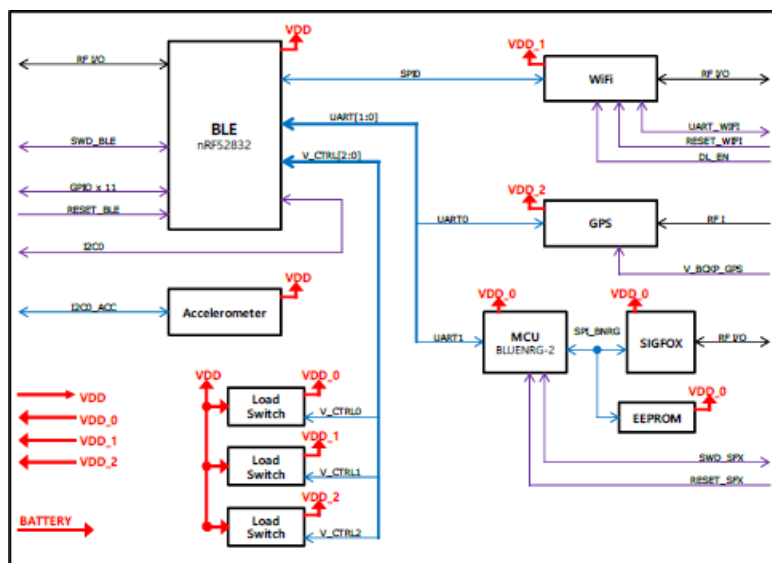 VDD
RF I/O
BLE
nRF52832
SWD_BLE
GPIO x 11
RESET_BLE
I2C0
SPI0
UART[1:0]
V_CTRL[2:0]
VDD_1
WiFi
RF I/O
UART_WIFI
RESET_WIFI
DL_EN
VDD_2
UART0
GPS
RF I
V_BCKP_GPS
I2C0_ACC
Accelerometer
VDD
VDD_0
VDD_0
UART1
MCU
BLUENRG-2
SPI_BNRG
SIGFOX
RF I/O
VDD_0
EEPROM
SWD_SFX
RESET_SFX
VDD
VDD_0
VDD_1
VDD_2
BATTERY
VDD
VDD_0
Load
Switch
V_CTRL0
VDD_1
Load
Switch
V_CTRL1
VDD_2
Load
Switch
V_CTRL2